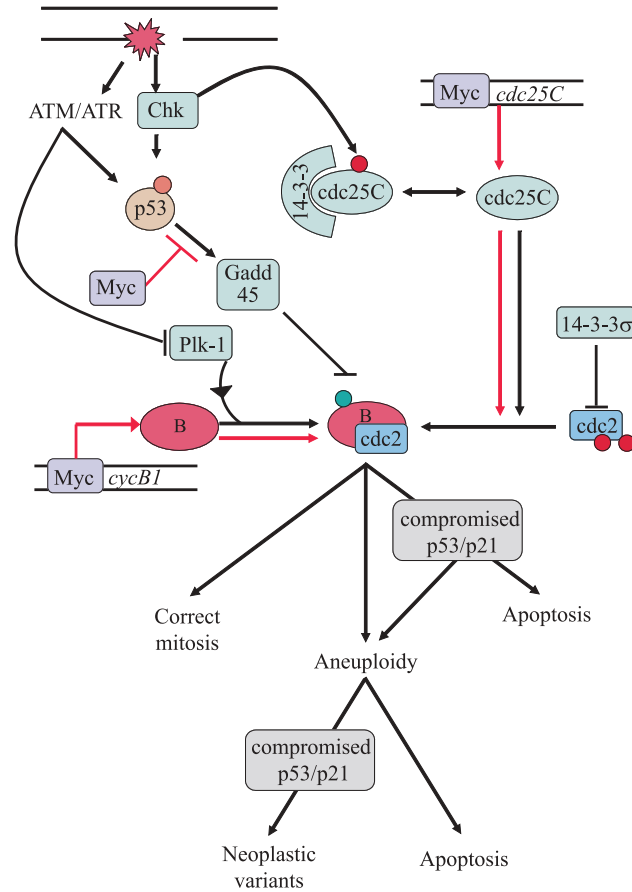 Myc
cdc25C
ATM/ATR
Chk
14-3-3
cdc25C
cdc25C
p53
Myc
Gadd
45
14-3-3σ
Plk-1
B
B
cdc2
cdc2
Myc
cycB1
compromised
p53/p21
Correct
mitosis
Apoptosis
Aneuploidy
compromised
p53/p21
Neoplastic
variants
Apoptosis